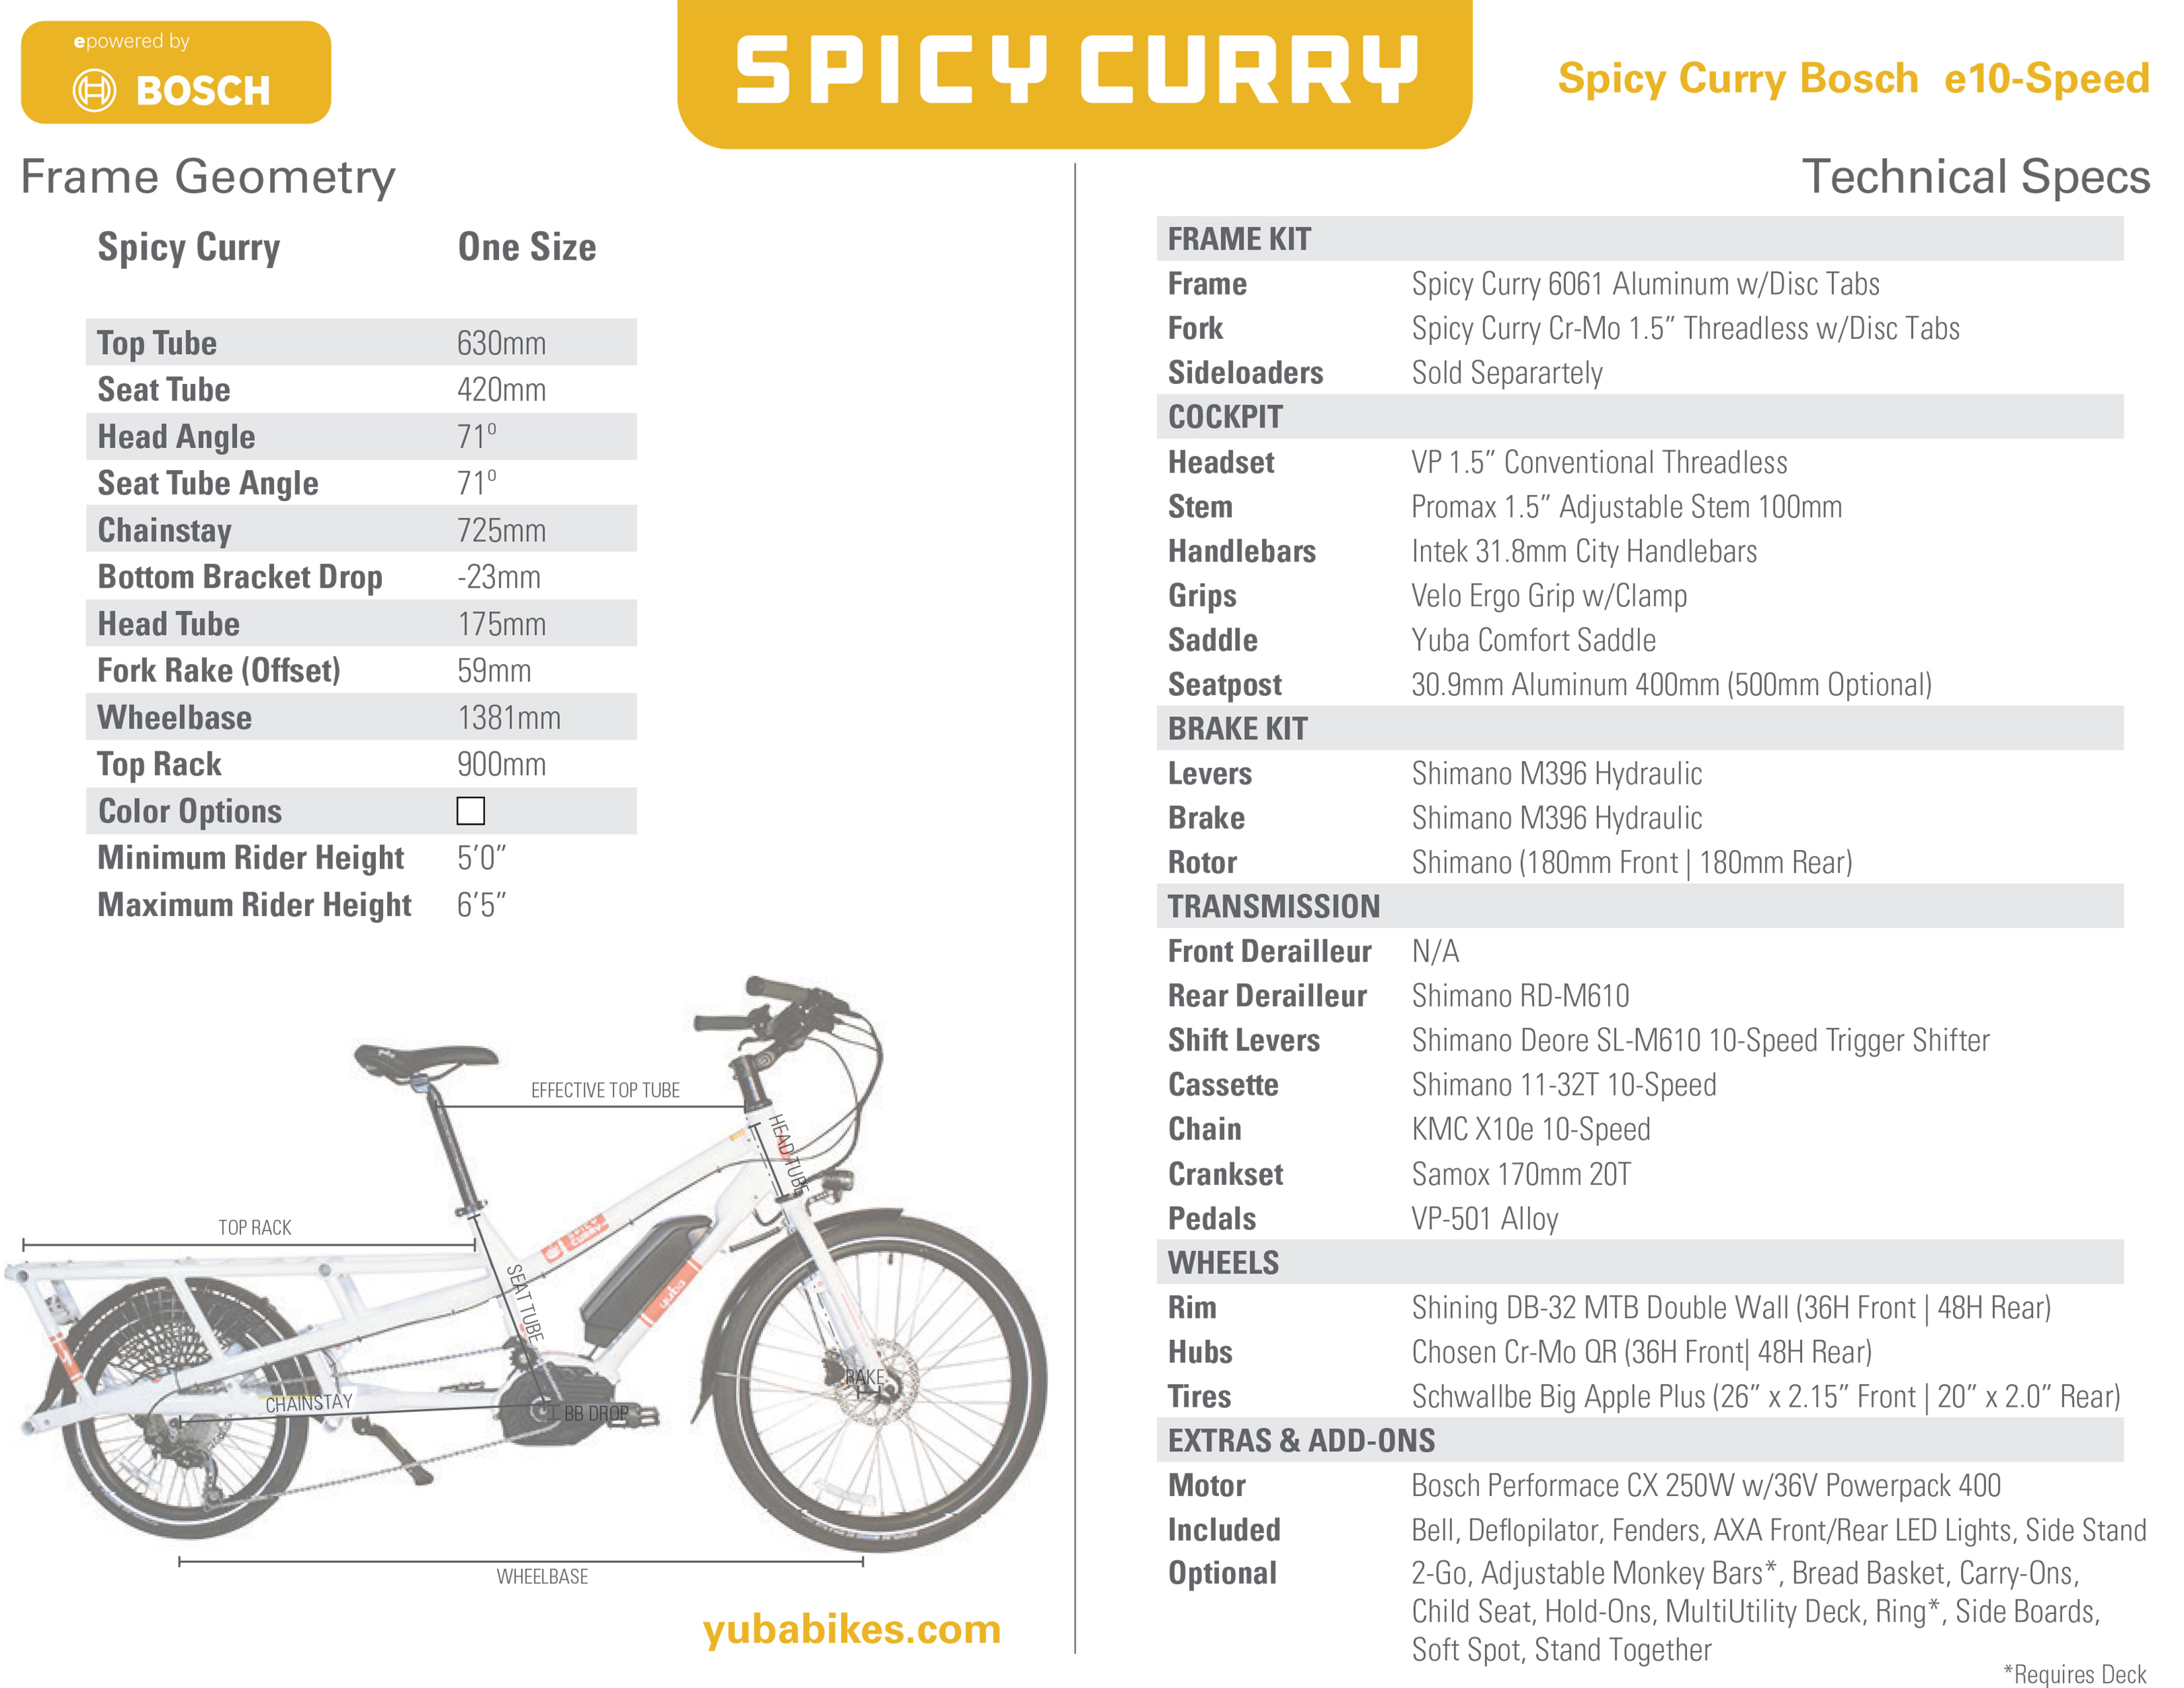 epowered by
BOSCH
SPICY CURRY
Spicy Curry Bosch e10-Speed
Frame Geometry
Spicy Curry One Size
Top Tube 630mm
Seat Tube 420mm
Head Angle 71º
Seat Tube Angle 71º
Chainstay 725mm
Bottom Bracket Drop -23mm
Head Tube 175mm
Fork Rake (Offset) 59mm
Wheelbase 1381mm
Top Rack 900mm
Color Options
Minimum Rider Height 5’0”
Maximum Rider Height 6’5”
EFFECTIVE TOP TUBE
HEAD TUBE
TOP RACK
SPICY
CURRY
SEAT TUBE
yuba
RAKE
CHAINSTAY
BB DROP
WHEELBASE
yubabikes.com
Technical Specs
FRAME KIT
Frame Spicy Curry 6061 Aluminum w/Disc Tabs
Fork Spicy Curry Cr-Mo 1.5” Threadless w/Disc Tabs
Sideloaders Sold Separartely
COCKPIT
Headset VP 1.5” Conventional Threadless
Stem Promax 1.5” Adjustable Stem 100mm
Handlebars Intek 31.8mm City Handlebars
Grips Velo Ergo Grip w/Clamp
Saddle Yuba Comfort Saddle
Seatpost 30.9mm Aluminum 400mm (500mm Optional)
BRAKE KIT
Levers Shimano M396 Hydraulic
Brake Shimano M396 Hydraulic
Rotor Shimano (180mm Front | 180mm Rear)
TRANSMISSION
Front Derailleur N/A
Rear Derailleur Shimano RD-M610
Shift Levers Shimano Deore SL-M610 10-Speed Trigger Shifter
Cassette Shimano 11-32T 10-Speed
Chain KMC X10e 10-Speed
Crankset Samox 170mm 20T
Pedals VP-501 Alloy
WHEELS
Rim Shining DB-32 MTB Double Wall (36H Front | 48H Rear)
Hubs Chosen Cr-Mo QR (36H Front| 48H Rear)
Tires Schwallbe Big Apple Plus (26” x 2.15” Front | 20” x 2.0” Rear)
EXTRAS & ADD-ONS
Motor Bosch Performace CX 250W w/36V Powerpack 400
Included Bell, Deflopilator, Fenders, AXA Front/Rear LED Lights, Side Stand
Optional 2-Go, Adjustable Monkey Bars*, Bread Basket, Carry-Ons,
Child Seat, Hold-Ons, MultiUtility Deck, Ring*, Side Boards,
Soft Spot, Stand Together
*Requires Deck